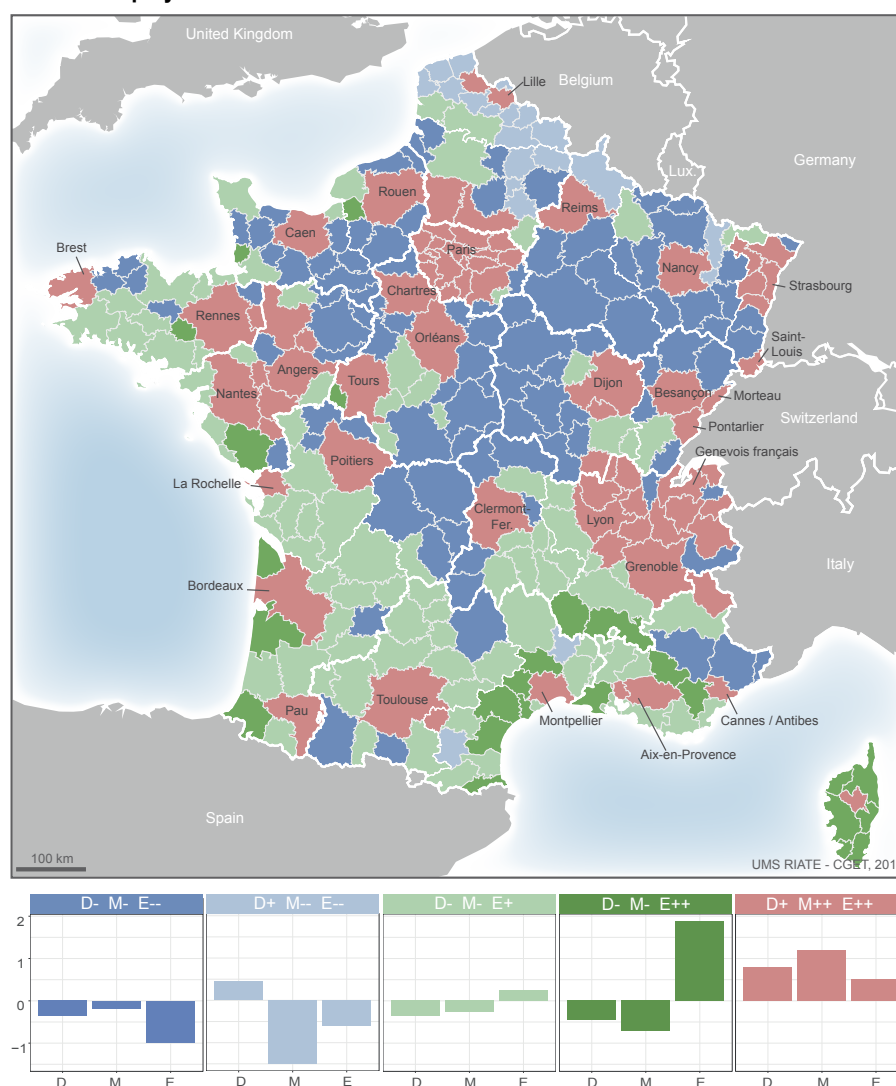 United Kingdom
Belgium
Lille
Germany
Lux.
Rouen
Reims
Caen
Paris
Brest
Nancy
Strasbourg
Chartres
Rennes
Orléans
Saint-
Louis
Angers
Tours
Dijon
Nantes
Besançon
Morteau
Switzerland
Pontarlier
Genevois français
Poitiers
La Rochelle
Clermont-
Fer.
Lyon
Italy
Grenoble
Bordeaux
Toulouse
Pau
Montpellier
Cannes / Antibes
Aix-en-Provence
Spain
100 km
UMS RIATE - CGET, 201
D- M- E--
D+ M-- E--
D- M- E+
D- M- E++
D+ M++ E++
2
1
0
−1
D M E
D M E
D M E
D M E
D M E